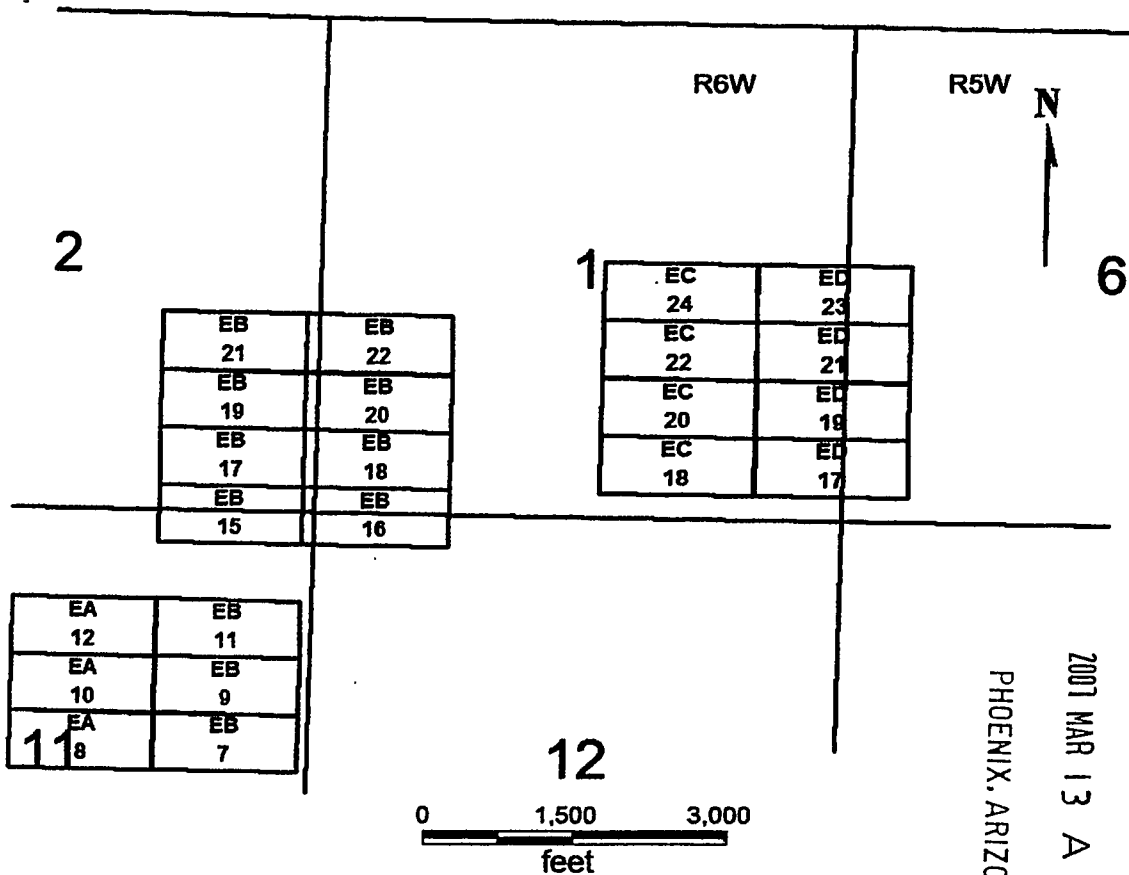 R6W R5W
N
2
1
6
EC ED
24 23
EB EB
21 22
EC ED
22 21
EB EB
19 20
EC ED
20 19
EB EB
17 18
EC ED
18 17
EB EB
15 16
EA EB
12 11
EA EB
10 9
EA EB
11 8 7
12
0 1,500 3,000
feet
2007 MAR 13 A
PHOENIX, ARIZO